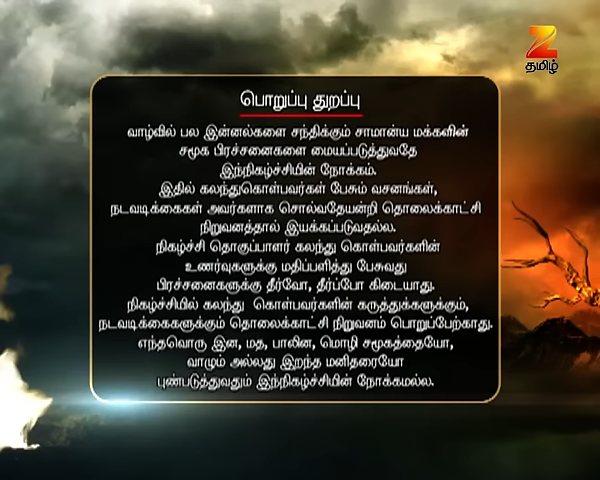 Z
தமிழ்
பொறுப்பு துறப்பு
வாழ்வில் பல இன்னல்களை சந்திக்கும் சாமான்ய மக்களின்
சமூக பிரச்சனைகளை மையப்படுத்துவதே
இந்நிகழ்ச்சியின் நோக்கம்.
இதில் கலந்துகொள்பவர்கள் பேசும் வசனங்கள்,
நடவடிக்கைகள் அவர்களாக சொல்வதேயன்றி தொலைக்காட்சி
நிறுவனத்தால் இயக்கப்படுவதல்ல.
நிகழ்ச்சி தொகுப்பாளர் கலந்து கொள்பவர்களின்
உணர்வுகளுக்கு மதிப்பளித்து பேசுவது
பிரச்சனைகளுக்கு தீர்வோ, தீர்ப்போ கிடையாது.
நிகழ்ச்சியில் கலந்து கொள்பவர்களின் கருத்துக்களுக்கும்,
நடவடிக்கைகளுக்கும் தொலைக்காட்சி நிறுவனம் பொறுப்பேற்காது.
எந்தவொரு இன, மத, பாலின, மொழி சமூகத்தையோ,
வாழும் அல்லது இறந்த மனிதரையோ
புண்படுத்துவதும் இந்நிகழ்ச்சியின் நோக்கமல்ல.